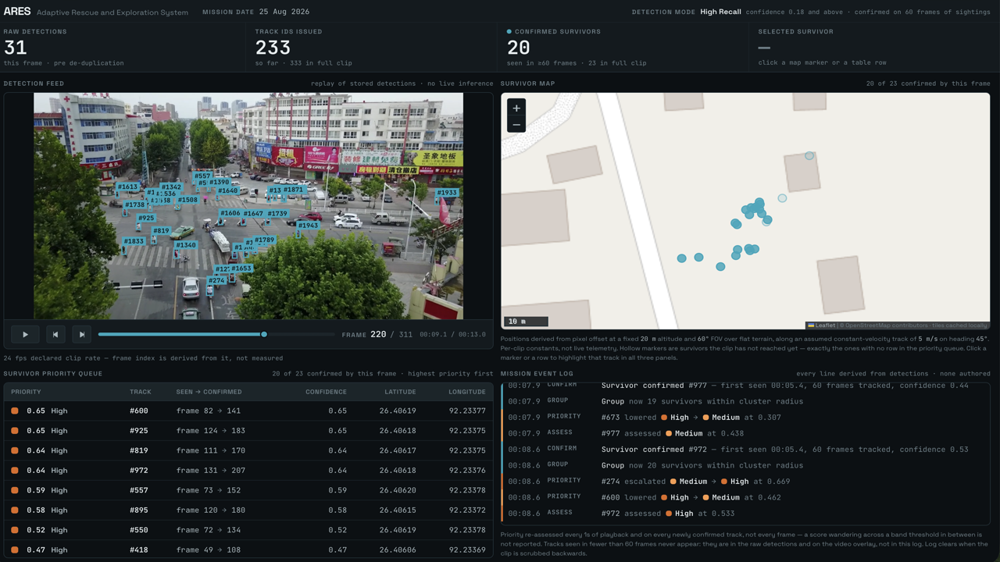 ARES Adaptive Rescue and Exploration System MISSION DATE 25 Aug 2026 DETECTION MODE High Recall confidence 0.18 and above · confirmed on 60 frames of sightings
RAW DETECTIONS
31
this frame · pre de-duplication
TRACK IDS ISSUED
233
so far · 333 in full clip
CONFIRMED SURVIVORS
20
seen in ≥60 frames · 23 in full clip
SELECTED SURVIVOR
—
click a map marker or a table row
DETECTION FEED replay of stored detections · no live inference
装修建材馆
圣象地板
清仓撤店
#557
#1390
#1613
#1342
#1640
#1871
#1933
#1738
#1508
#925
#1606
#1647
#1739
#819
#1943
#1833
#1340
#1789
#1653
#274
FRAME 220 / 311 00:09.1 / 00:13.0
24 fps declared clip rate — frame index is derived from it, not measured
SURVIVOR MAP 20 of 23 confirmed by this frame
+
−
10 m
Leaflet | © OpenStreetMap contributors · tiles cached locally
Positions derived from pixel offset at a fixed 20 m altitude and 60° FOV over flat terrain, along an assumed constant-velocity track of 5 m/s on heading 45°.
Per-clip constants, not live telemetry. Hollow markers are survivors the clip has not reached yet — exactly the ones with no row in the priority queue. Click a
marker or a row to highlight that track in all three panels.
SURVIVOR PRIORITY QUEUE 20 of 23 confirmed by this frame · highest priority first
PRIORITY TRACK SEEN → CONFIRMED CONFIDENCE LATITUDE LONGITUDE
0.65 High #600 frame 82 → 141 0.65 26.40619 92.23377
0.65 High #925 frame 124 → 183 0.65 26.40618 92.23375
0.64 High #819 frame 111 → 170 0.64 26.40617 92.23375
0.64 High #972 frame 131 → 207 0.64 26.40618 92.23376
0.59 High #557 frame 73 → 152 0.59 26.40620 92.23378
0.58 High #895 frame 120 → 180 0.58 26.40615 92.23378
0.52 High #550 frame 72 → 134 0.52 26.40619 92.23378
0.47 High #418 frame 49 → 108 0.47 26.40606 92.23369
MISSION EVENT LOG every line derived from detections · none authored
00:07.9 CONFIRM Survivor confirmed #977 — first seen 00:05.4, 60 frames tracked, confidence 0.44
00:07.9 GROUP Group now 19 survivors within cluster radius
00:07.9 PRIORITY #673 lowered High → Medium at 0.307
00:07.9 ASSESS #977 assessed Medium at 0.438
00:08.6 CONFIRM Survivor confirmed #972 — first seen 00:05.4, 60 frames tracked, confidence 0.53
00:08.6 GROUP Group now 20 survivors within cluster radius
00:08.6 PRIORITY #274 escalated Medium → High at 0.669
00:08.6 PRIORITY #600 lowered High → Medium at 0.462
00:08.6 ASSESS #972 assessed High at 0.533
Priority re-assessed every 1s of playback and on every newly confirmed track, not every frame — a score wandering across a band threshold in between is
not reported. Tracks seen in fewer than 60 frames never appear: they are in the raw detections and on the video overlay, not in this log. Log clears when the
clip is scrubbed backwards.